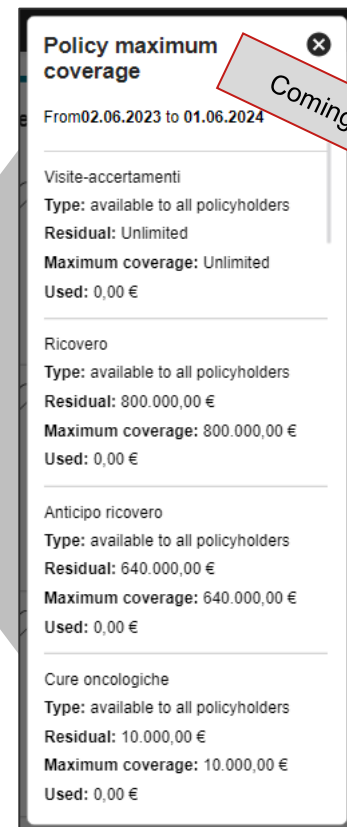 Policy maximum
coverage
Coming
From02.06.2023 to 01.06.2024
Visite-accertamenti
Type: available to all policyholders
Residual: Unlimited
Maximum coverage: Unlimited
Used: 0,00 €
Ricovero
Type: available to all policyholders
Residual: 800.000,00 €
Maximum coverage: 800.000,00 €
Used: 0,00 €
Anticipo ricovero
Type: available to all policyholders
Residual: 640.000,00 €
Maximum coverage: 640.000,00 €
Used: 0,00 €
Cure oncologiche
Type: available to all policyholders
Residual: 10.000,00 €
Maximum coverage: 10.000,00 €
Used: 0,00 €